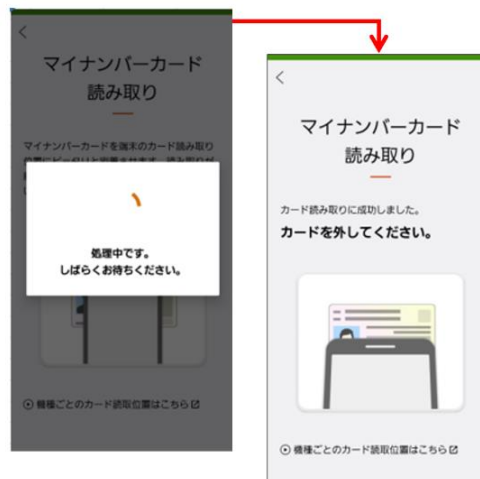 マイナンバーカード
読み取り
マイナンバーカードを端末のカード読み取り
処理中です。
しばらくお待ちください。
機種ごとのカード読取位置はこちら
マイナンバーカード
読み取り
カード読み取りに成功しました。
カードを外してください。
機種ごとのカード読取位置はこちら